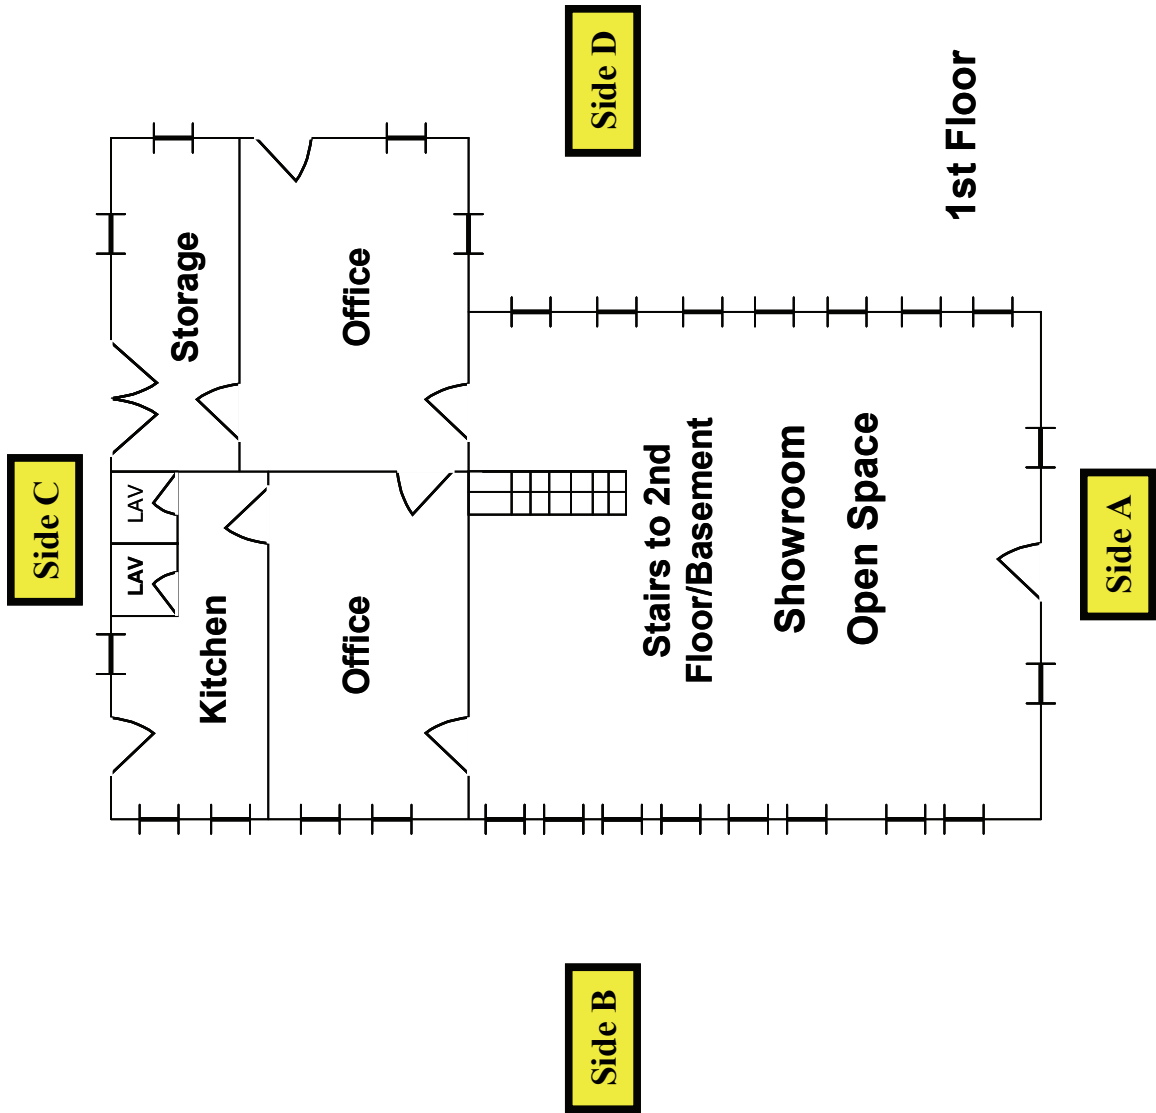 Side C
Side D
1st Floor
Storage
Office
LAV
LAV
Kitchen
Office
Stairs to 2nd
Floor/Basement
Showroom
Open Space
Side A
Side B